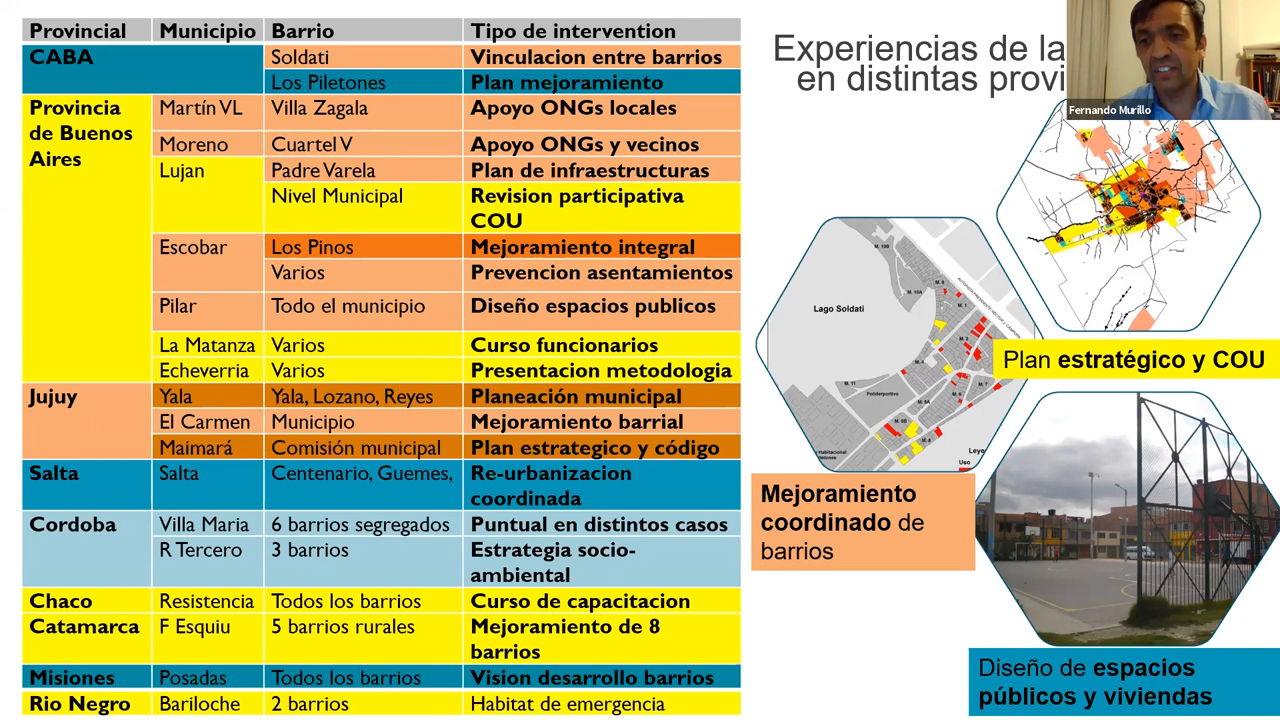 Provincial Municipio Barrio Tipo de intervention
CABA Soldati Vinculacion entre barrios
Los Piletones Plan mejoramiento
Provincia de Buenos Aires Martín VL Villa Zagala Apoyo ONGs locales
Moreno Cuartel V Apoyo ONGs y vecinos
Lujan Padre Varela Plan de infraestructuras
Nivel Municipal Revision participativa
COU
Escobar Los Pinos Mejoramiento integral
Varios Prevencion asentamientos
Pilar Todo el municipio Diseño espacios publicos
La Matanza Varios Curso funcionarios
Echeverria Varios Presentacion metodologia
Jujuy Yala Yala, Lozano, Reyes Planeación municipal
El Carmen Municipio Mejoramiento barrial
Maimará Comisión municipal Plan estrategico y código
Salta Salta Centenario, Guemes, Re-urbanizacion
coordinada
Cordoba Villa Maria 6 barrios segregados Puntual en distintos casos
R Tercero 3 barrios Estrategia socio-
ambiental
Chaco Resistencia Todos los barrios Curso de capacitacion
Catamarca F Esquiu 5 barrios rurales Mejoramiento de 8
barrios
Misiones Posadas Todos los barrios Vision desarrollo barrios
Rio Negro Bariloche 2 barrios Habitat de emergencia
Experiencias de la
en distintas provi
Fernando Murillo
Plan estratégico y COU
Lago Soldati
M. 10B
M. 10A
M. 1
M. 11
Polideportivo
Leye
Uso
Mejoramiento
coordinado de
barrios
Diseño de espacios
públicos y viviendas